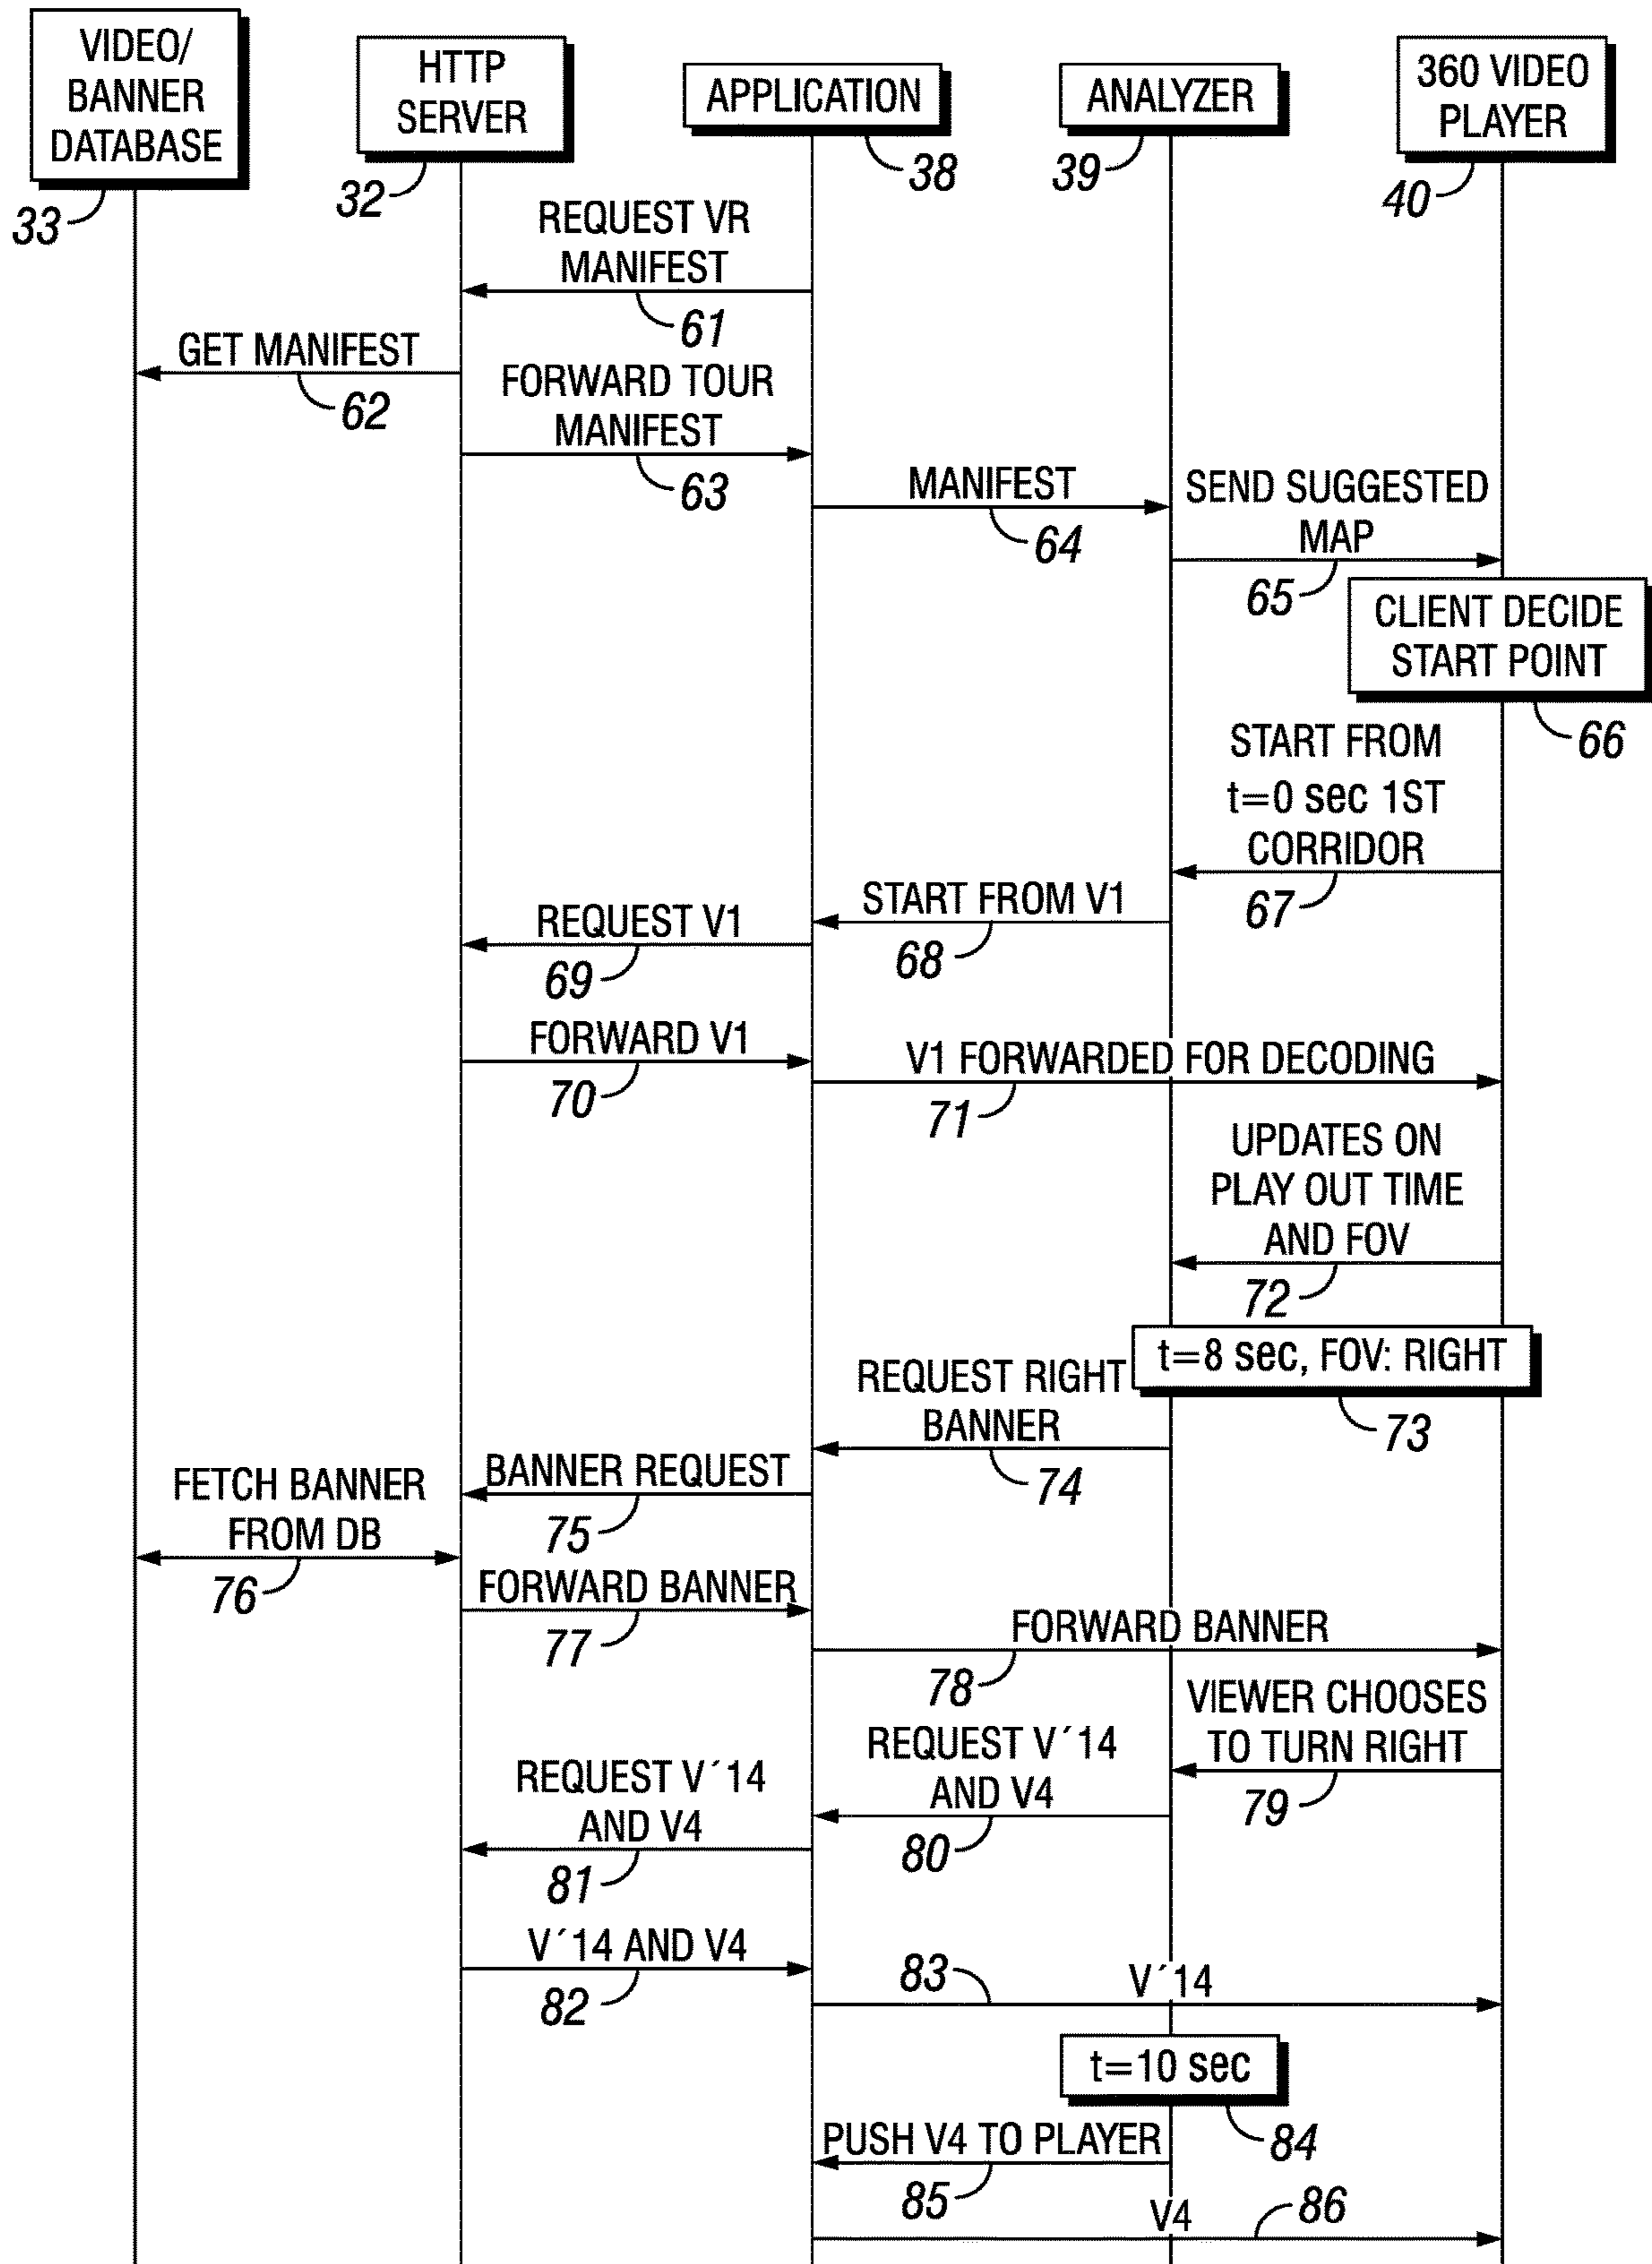 VIDEO/
BANNER
DATABASE
33
HTTP
SERVER
32
APPLICATION
38
ANALYZER
39
360 VIDEO
PLAYER
40
REQUEST VR
MANIFEST
61
GET MANIFEST
62
FORWARD TOUR
MANIFEST
63
MANIFEST
64
SEND SUGGESTED
MAP
65
CLIENT DECIDE
START POINT
66
START FROM
t=0 sec 1ST
CORRIDOR
67
START FROM V1
68
REQUEST V1
69
FORWARD V1
70
V1 FORWARDED FOR DECODING
71
UPDATES ON
PLAY OUT TIME
AND FOV
72
t=8 sec, FOV: RIGHT
73
REQUEST RIGHT
BANNER
74
BANNER REQUEST
75
FETCH BANNER
FROM DB
76
FORWARD BANNER
77
FORWARD BANNER
78
VIEWER CHOOSES
TO TURN RIGHT
79
REQUEST V´14
AND V4
80
REQUEST V´14
AND V4
81
V´14 AND V4
82
83
V´14
t=10 sec
84
PUSH V4 TO PLAYER
85
V4
86